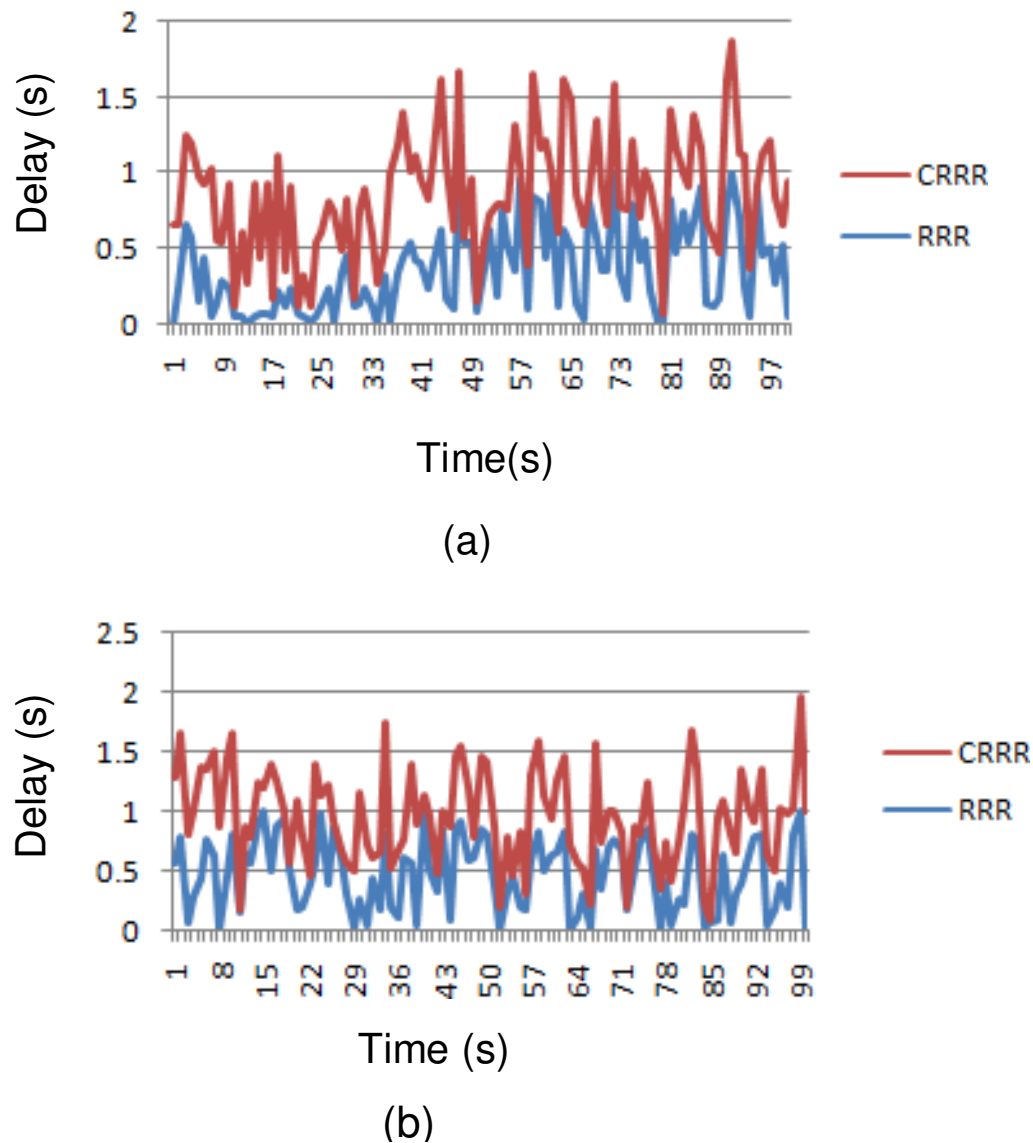 2
1.5
1
0.5
0
Delay (s)
1 9 17 25 33 41 49 57 65 73 81 89 97
Time(s)
CRRR
RRR
(a)
2.5
2
1.5
1
0.5
0
Delay (s)
1 8 15 22 29 36 43 50 57 64 71 78 85 92 99
Time (s)
CRRR
RRR
(b)